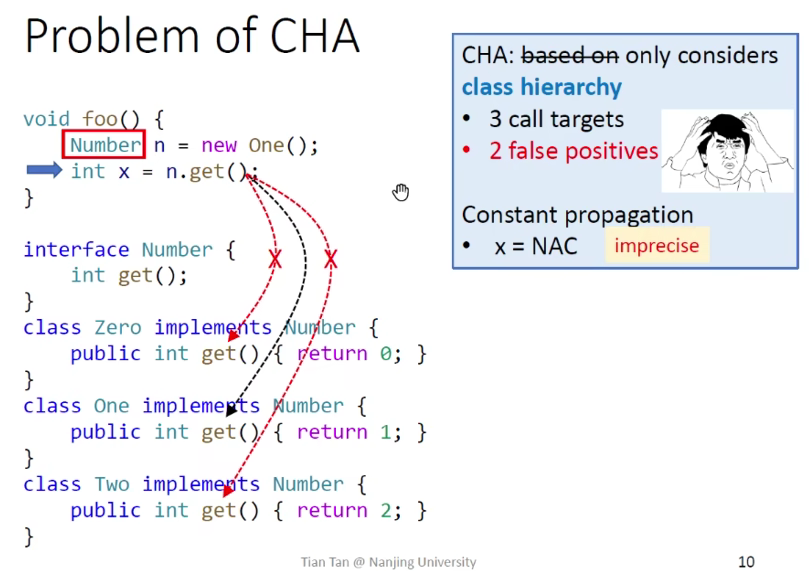 Problem of CHA
void foo() {
Number n = new One();
int x = n.get();
}
interface Number {
int get();
}
class Zero implements Number {
public int get() { return 0; }
}
class One implements Number {
public int get() { return 1; }
}
class Two implements Number {
public int get() { return 2; }
}
CHA: based on only considers
class hierarchy
• 3 call targets
• 2 false positives
Constant propagation
• x = NAC imprecise
X X
Tian Tan @ Nanjing University
10